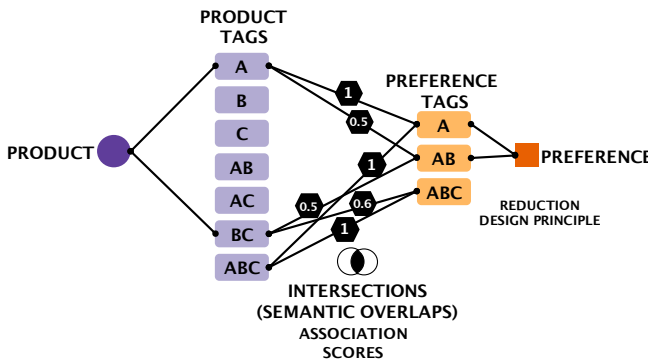 PRODUCT
TAGS
A
B
C
AB
AC
BC
ABC
PRODUCT
1
0.5
1
0.5
0.6
1
PREFERENCE
TAGS
A
AB
ABC
PREFERENCE
REDUCTION
DESIGN PRINCIPLE
INTERSECTIONS
(SEMANTIC OVERLAPS)
ASSOCIATION
SCORES